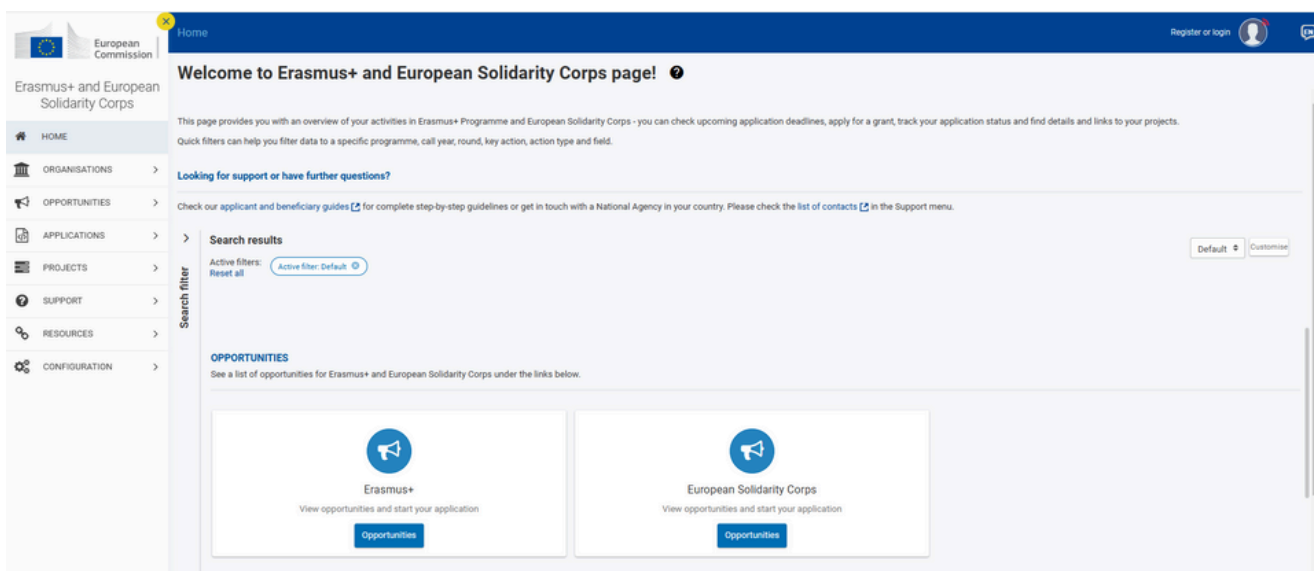 European
Commission
Erasmus+ and European
Solidarity Corps
HOME
ORGANISATIONS
OPPORTUNITIES
APPLICATIONS
PROJECTS
SUPPORT
RESOURCES
CONFIGURATION
Home
Register or login
EN
Welcome to Erasmus+ and European Solidarity Corps page!
This page provides you with an overview of your activities in Erasmus+ Programme and European Solidarity Corps - you can check upcoming application deadlines, apply for a grant, track your application status and find details and links to your projects.
Quick filters can help you filter data to a specific programme, call year, round, key action, action type and field.
Looking for support or have further questions?
Check our applicant and beneficiary guides for complete step-by-step guidelines or get in touch with a National Agency in your country. Please check the list of contacts in the Support menu.
Search filter
Search results
Default
Customise
Active filters:
Reset all
Active filter: Default
OPPORTUNITIES
See a list of opportunities for Erasmus+ and European Solidarity Corps under the links below.
Erasmus+
View opportunities and start your application
Opportunities
European Solidarity Corps
View opportunities and start your application
Opportunities